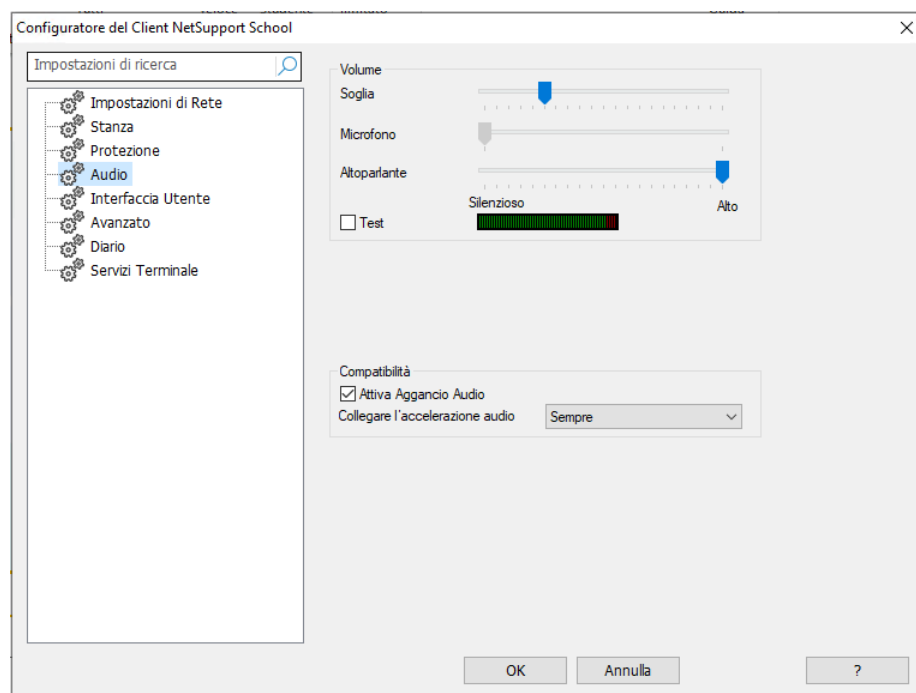 Configuratore del Client NetSupport School
Impostazioni di ricerca
Impostazioni di Rete
Stanza
Protezione
Audio
Interfaccia Utente
Avanzato
Diario
Servizi Terminale
Volume
Soglia
Microfono
Altoparlante
Silenzioso
Alto
Test
Compatibilità
Attiva Aggancio Audio
Collegare l'accelerazione audio Sempre
OK Annulla ?